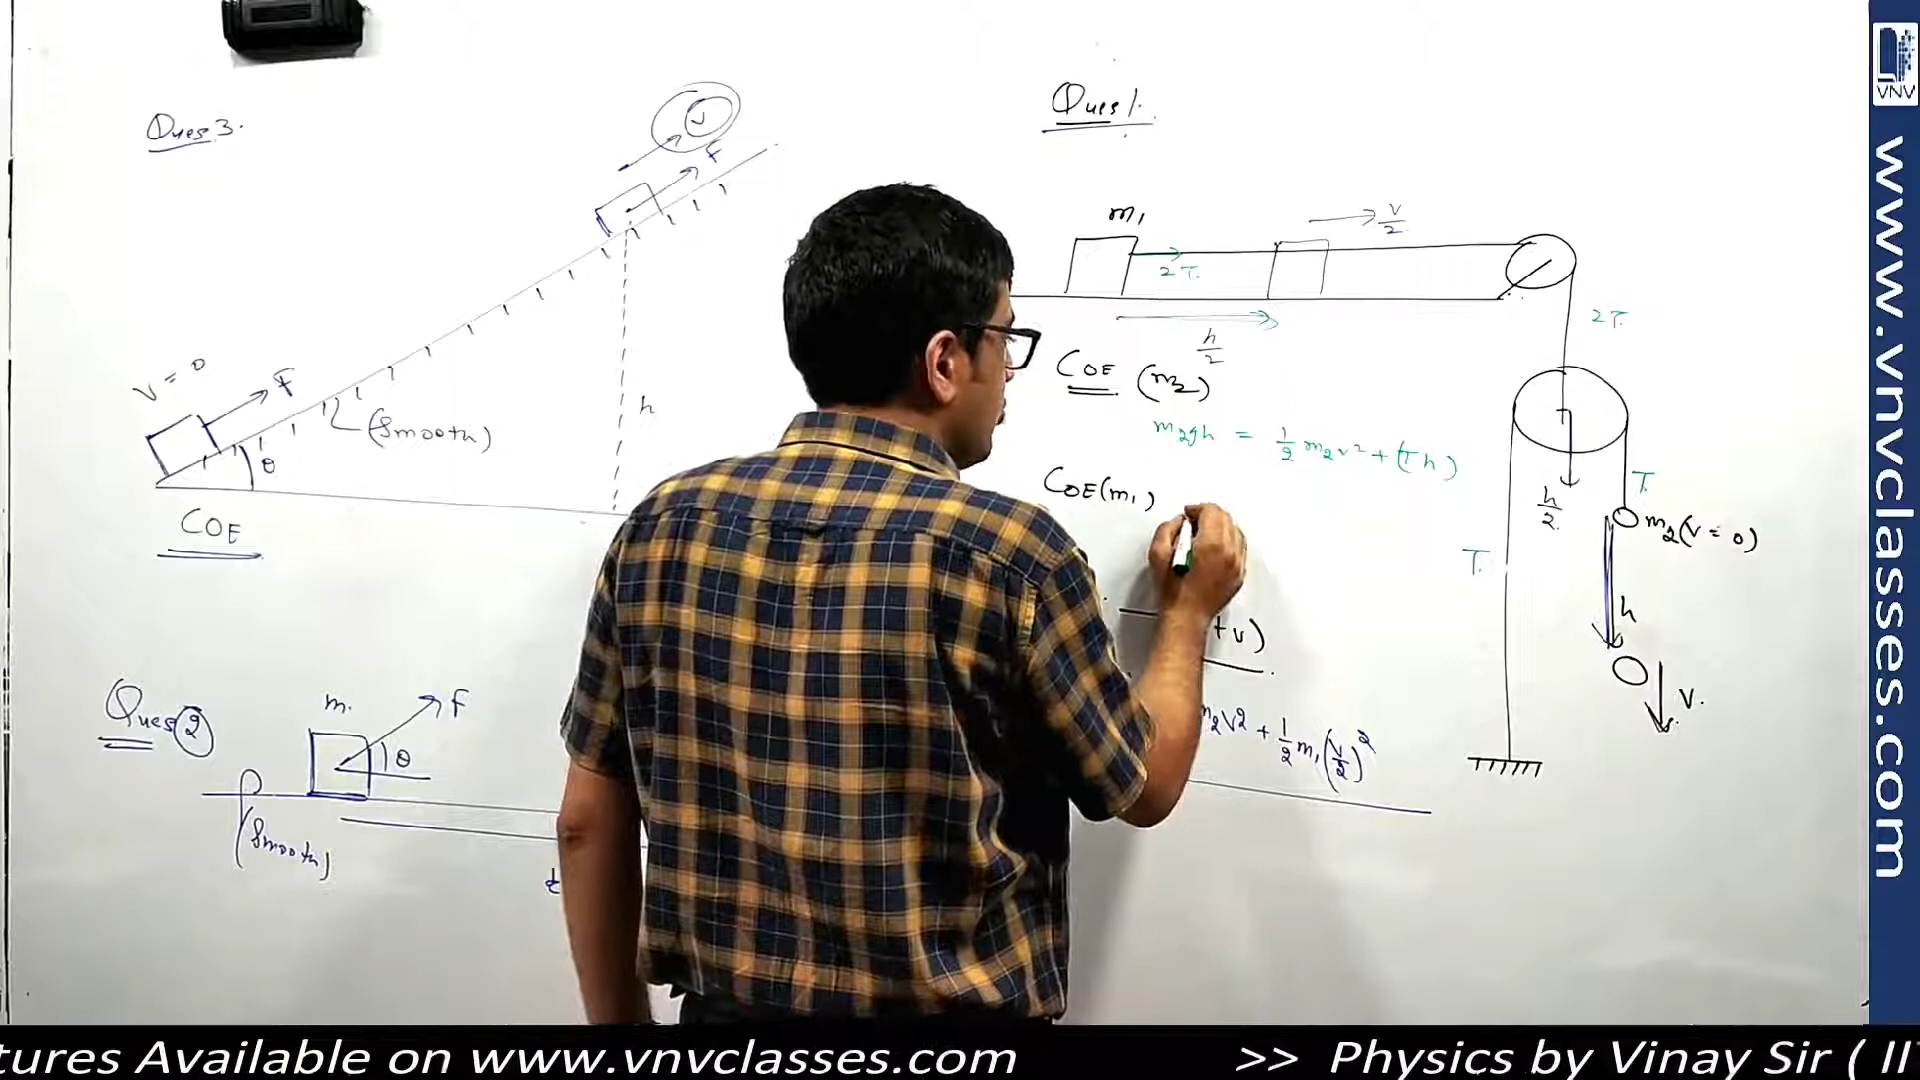 Ques 3.
v
F
v = 0
F
(Smooth)
θ
h
COE
Ques 2
m.
F
θ
(Smooth)
Ques 1.
m1
2T.
v/2
h/2
2T.
COE (m2)
m2gh = 1/2 m2v² + (Th)
COE(m1)
T.
h/2.
m2(v = 0)
T.
h
v.
+ v)
m2v² + 1/2 m1 (v/2)²
VNV
www.vnvclasses.com
tures Available on www.vnvclasses.com >> Physics by Vinay Sir ( II